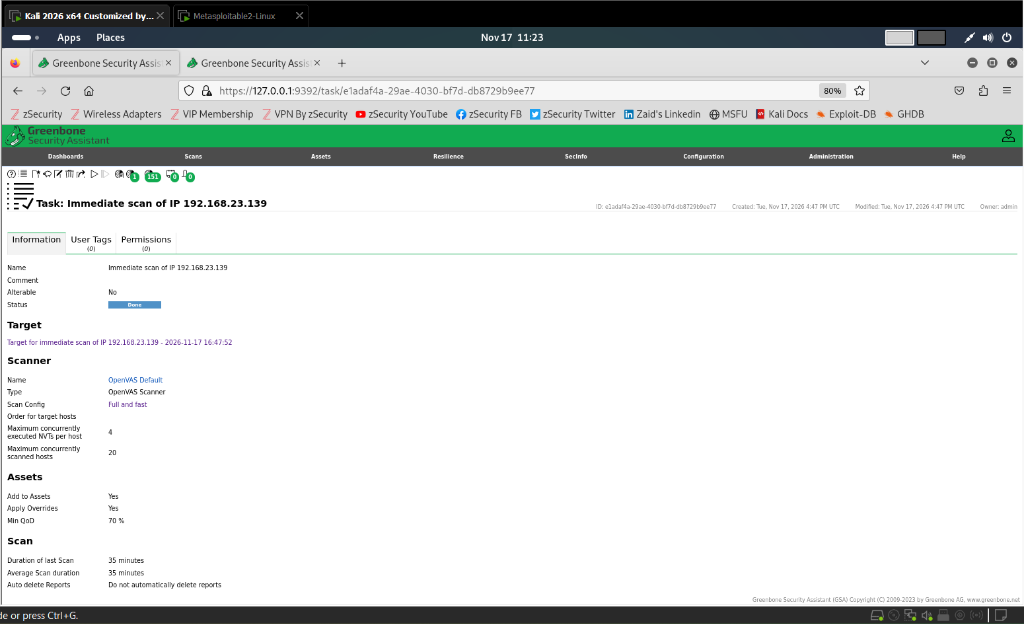 Kali 2026 x64 Customized by...
Metasploitable2-Linux
Apps Places Nov 17 11:23
Greenbone Security Assis
Greenbone Security Assis
https://127.0.0.1:9392/task/e1adaf4a-29ae-4030-bf7d-db8729b9ee77 80%
zSecurity Wireless Adapters VIP Membership VPN By zSecurity zSecurity YouTube zSecurity FB zSecurity Twitter Zaid's Linkedin MSFU Kali Docs Exploit-DB GHDB
Greenbone
Security Assistant
Dashboards Scans Assets Resilience SecInfo Configuration Administration Help
1 151 0 0
Task: Immediate scan of IP 192.168.23.139
ID: e1adaf4a-29ae-4030-bf7d-db8729b9ee77 Created: Tue, Nov 17, 2026 4:47 PM UTC Modified: Tue, Nov 17, 2026 4:47 PM UTC Owner: admin
Information User Tags Permissions
(0) (0)
Name Immediate scan of IP 192.168.23.139
Comment
Alterable No
Status Done
Target
Target for immediate scan of IP 192.168.23.139 - 2026-11-17 16:47:52
Scanner
Name OpenVAS Default
Type OpenVAS Scanner
Scan Config Full and fast
Order for target hosts
Maximum concurrently
executed NVTs per host 4
Maximum concurrently
scanned hosts 20
Assets
Add to Assets Yes
Apply Overrides Yes
Min QoD 70 %
Scan
Duration of last Scan 35 minutes
Average Scan duration 35 minutes
Auto delete Reports Do not automatically delete reports
Greenbone Security Assistant (GSA) Copyright (C) 2009-2023 by Greenbone AG, www.greenbone.net
de or press Ctrl+G.